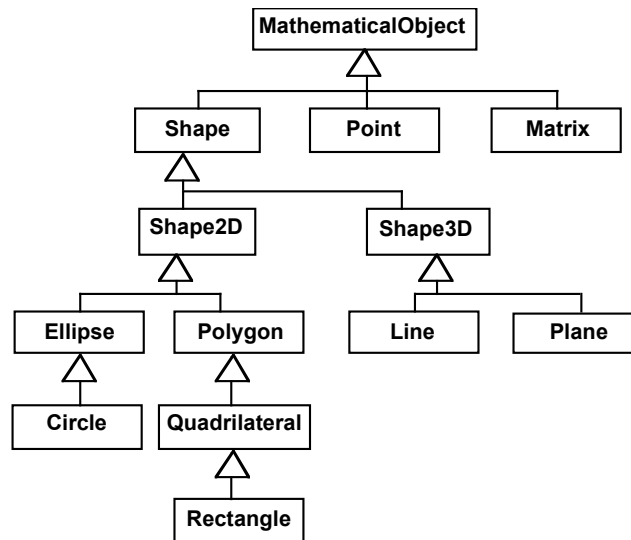 MathematicalObject
Shape
Point
Matrix
Shape2D
Shape3D
Ellipse
Polygon
Line
Plane
Circle
Quadrilateral
Rectangle